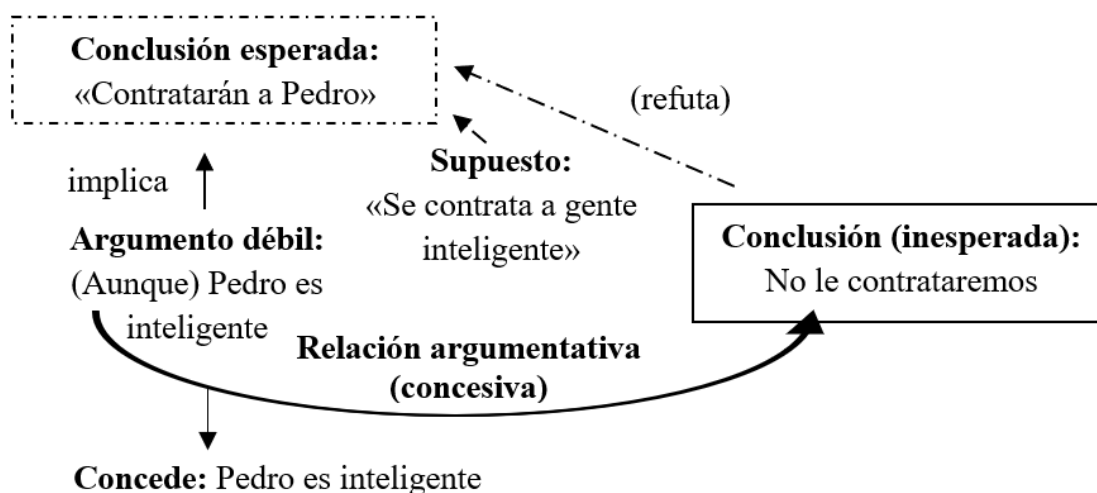 Conclusión esperada:
«Contratarán a Pedro»
(refuta)
implica
Supuesto:
«Se contrata a gente
inteligente»
Argumento débil:
(Aunque) Pedro es
inteligente
Conclusión (inesperada):
No le contrataremos
Relación argumentativa
(concesiva)
Concede: Pedro es inteligente